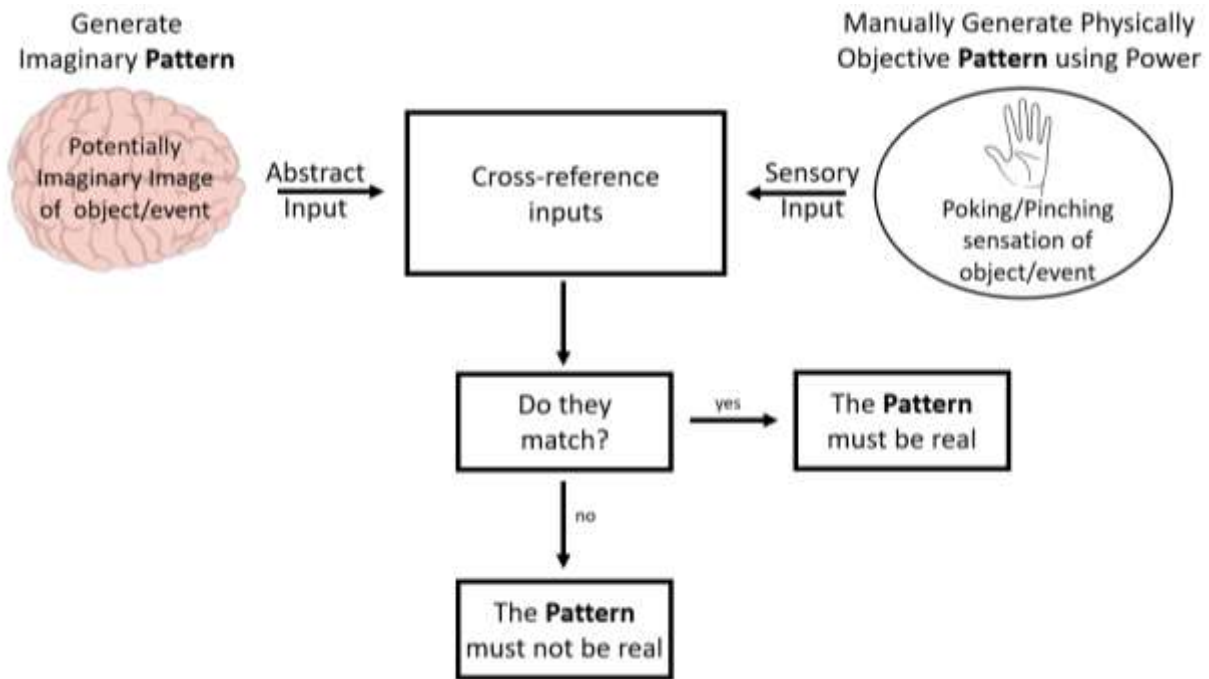 Generate
Imaginary Pattern
Manually Generate Physically
Objective Pattern using Power
Potentially
Imaginary Image
of object/event
Abstract
Input
Cross-reference
inputs
Sensory
Input
Poking/Pinching
sensation of
object/event
Do they
match?
yes
The Pattern
must be real
no
The Pattern
must not be real